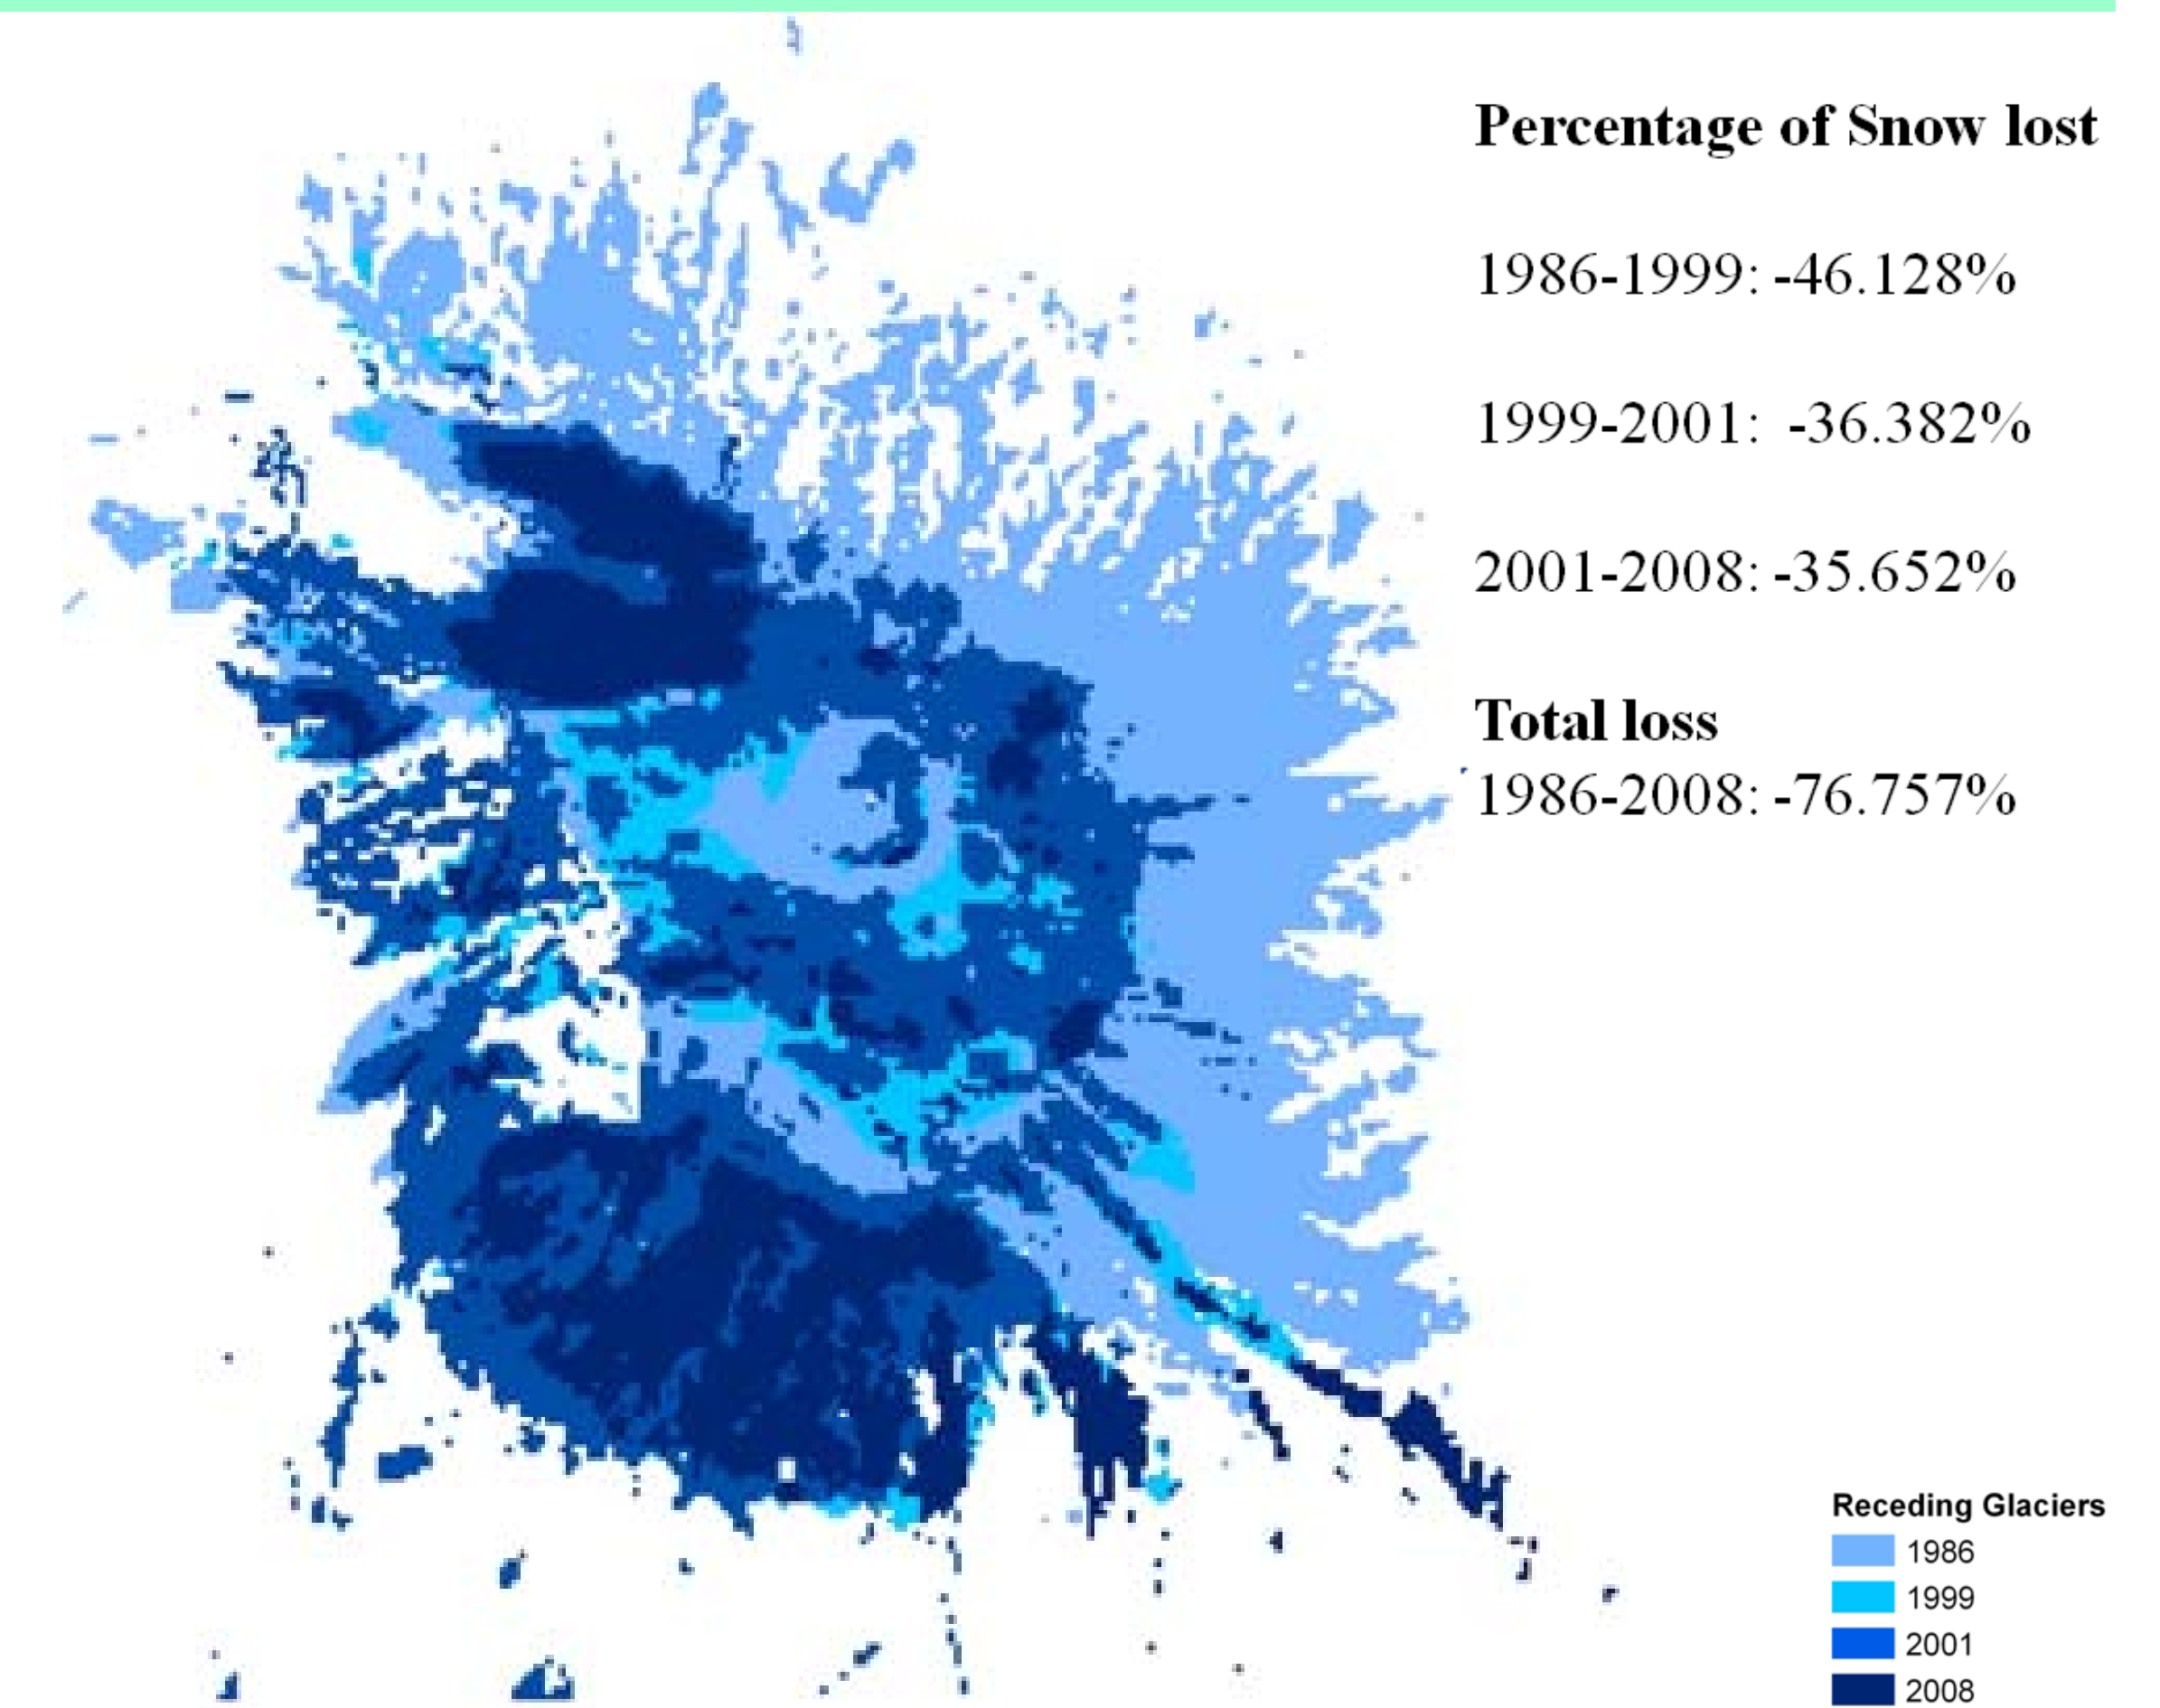 Percentage of Snow lost
1986-1999: -46.128%
1999-2001: -36.382%
2001-2008: -35.652%
Total loss
1986-2008: -76.757%
Receding Glaciers
1986
1999
2001
2008